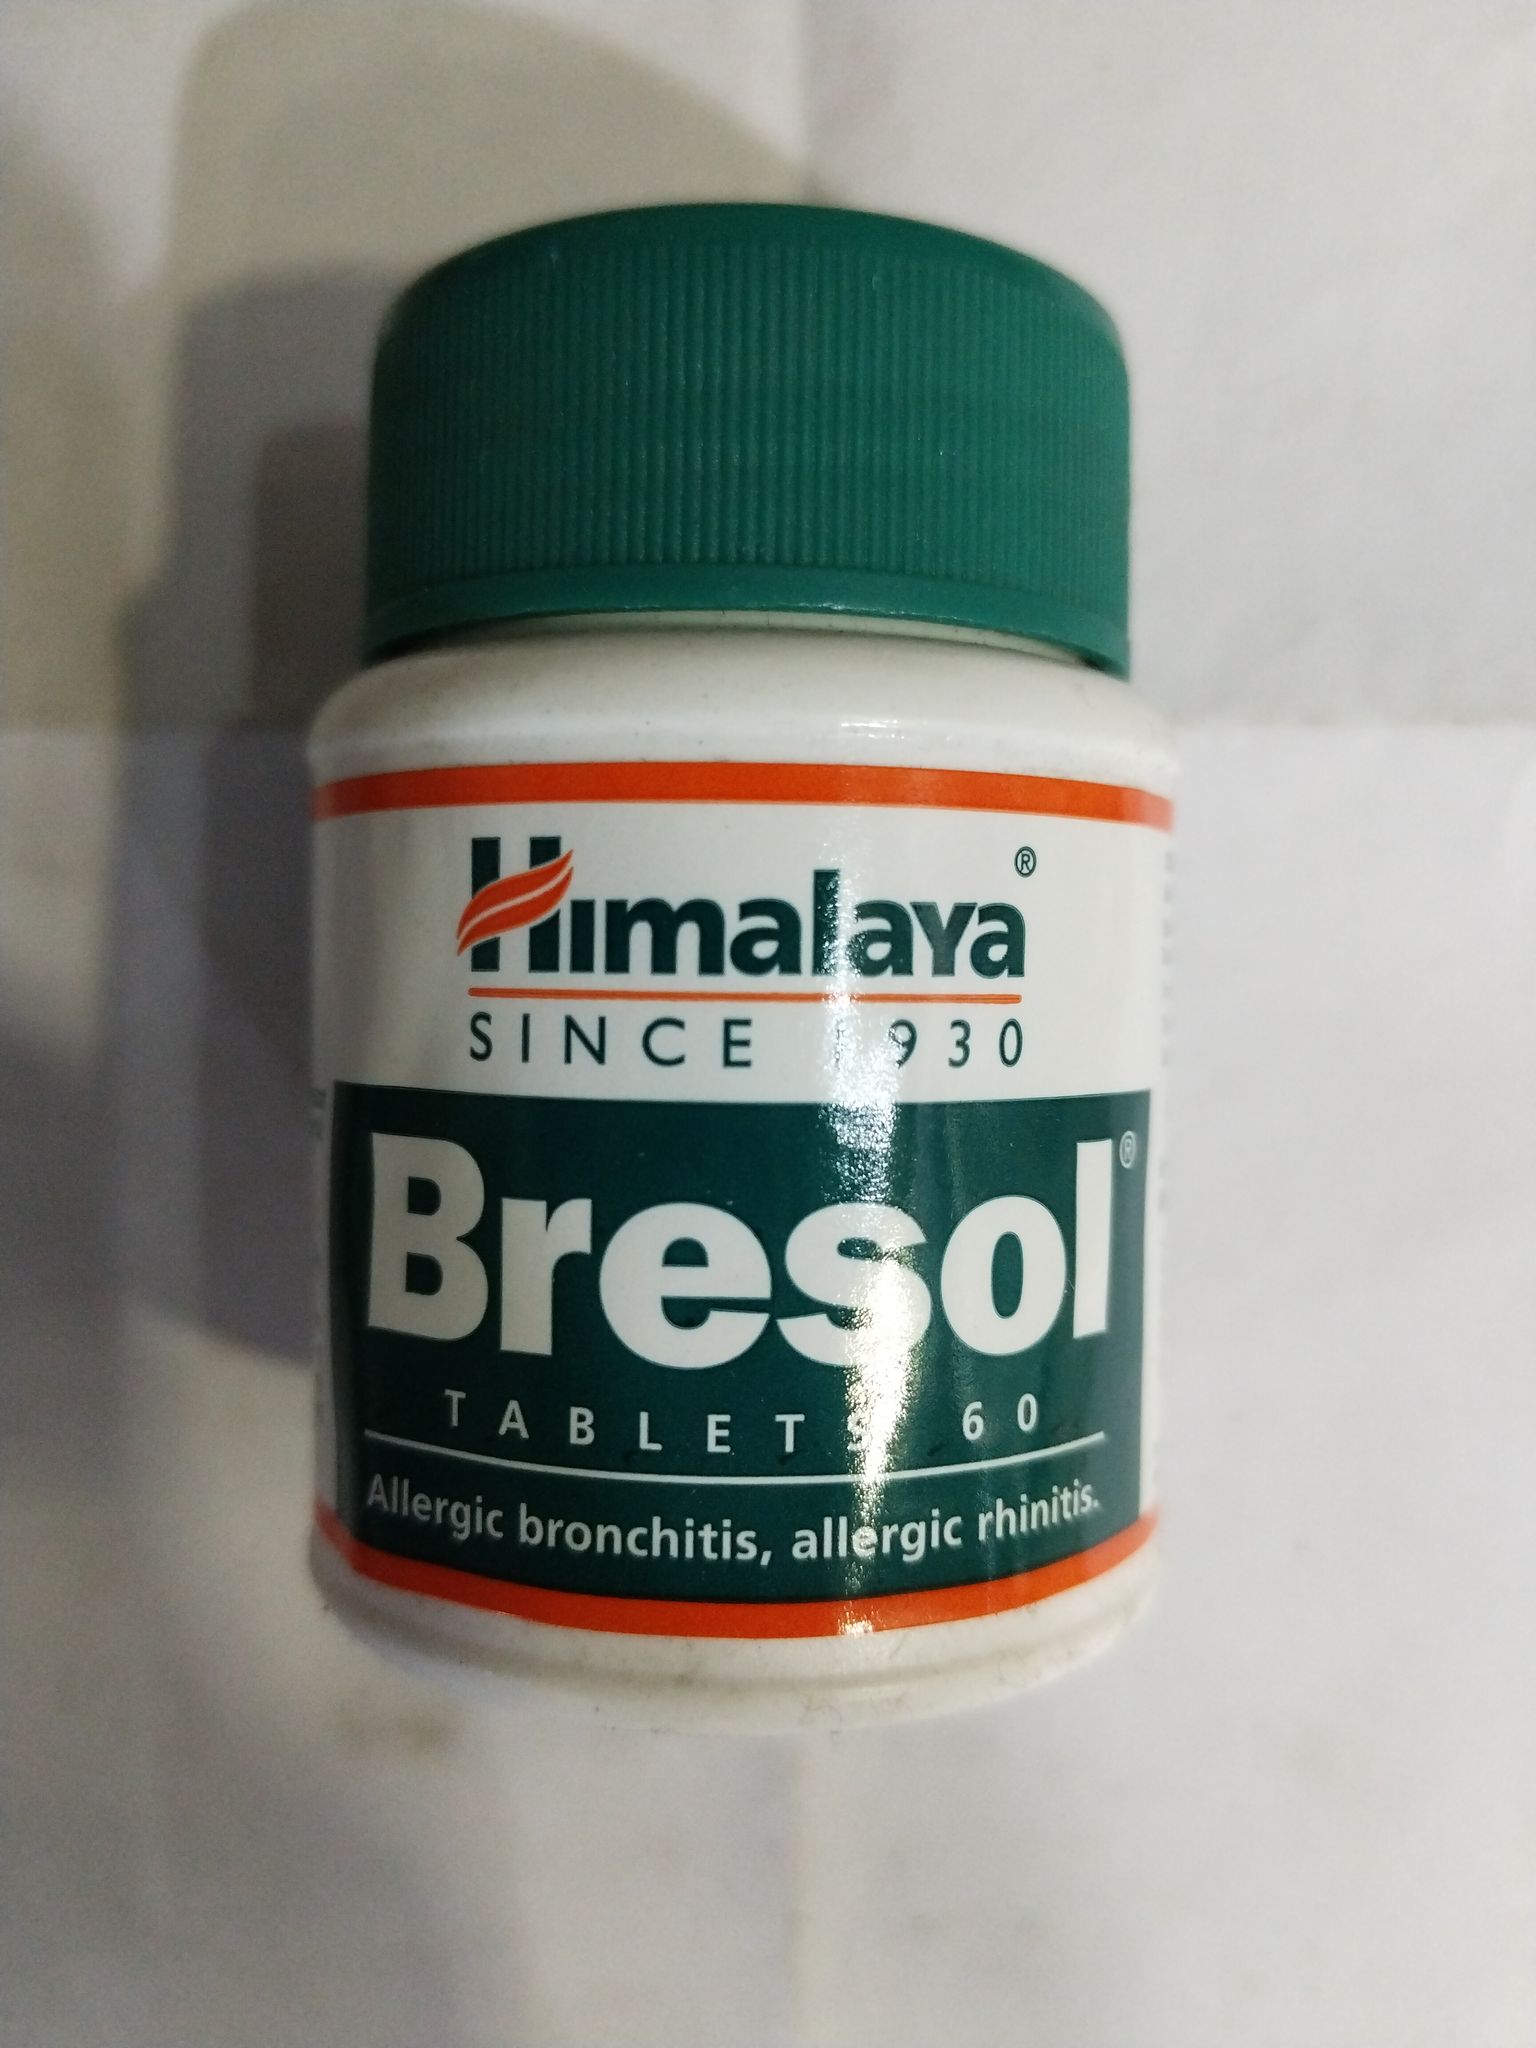 Himalaya®
SINCE 1930
Bresol®
TABLETS 60
Allergic bronchitis, allergic rhinitis.